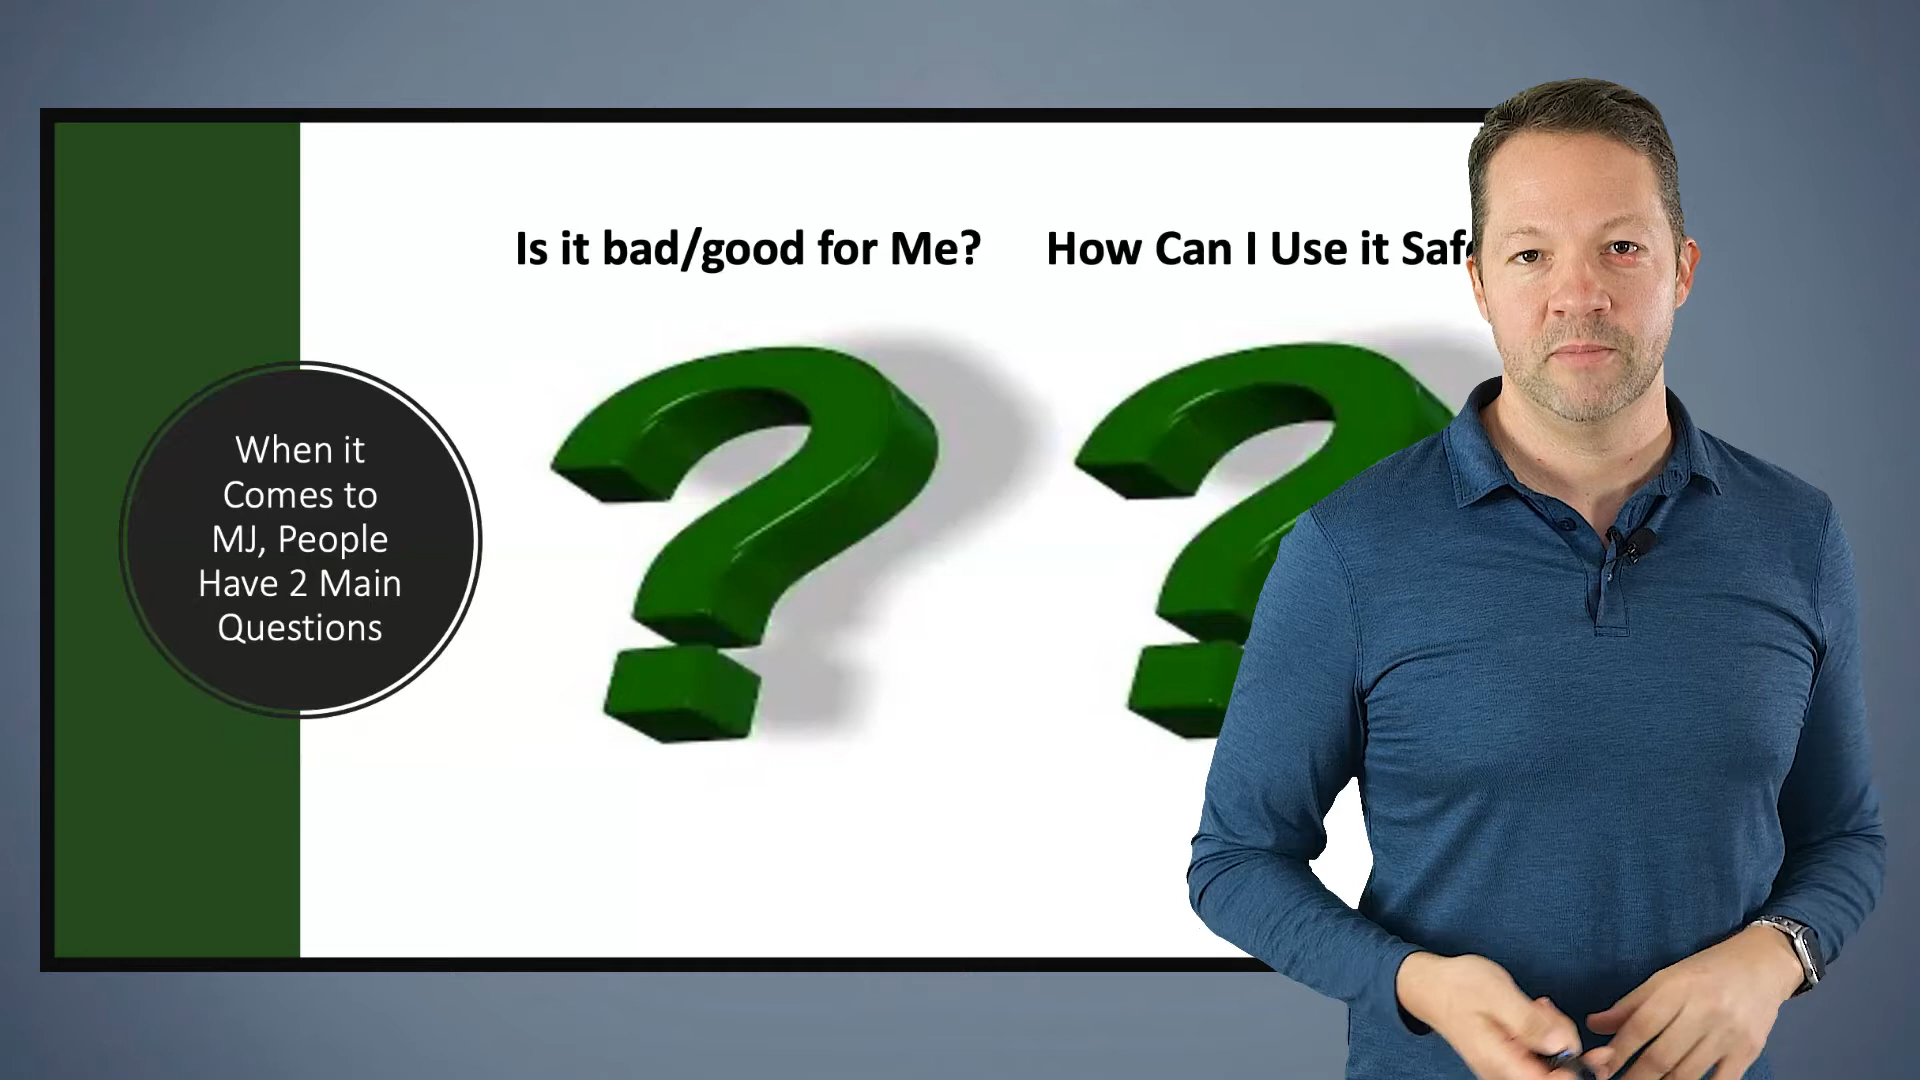 Is it bad/good for Me?
How Can I Use it
When it
Comes to
MJ, People
Have 2 Main
Questions